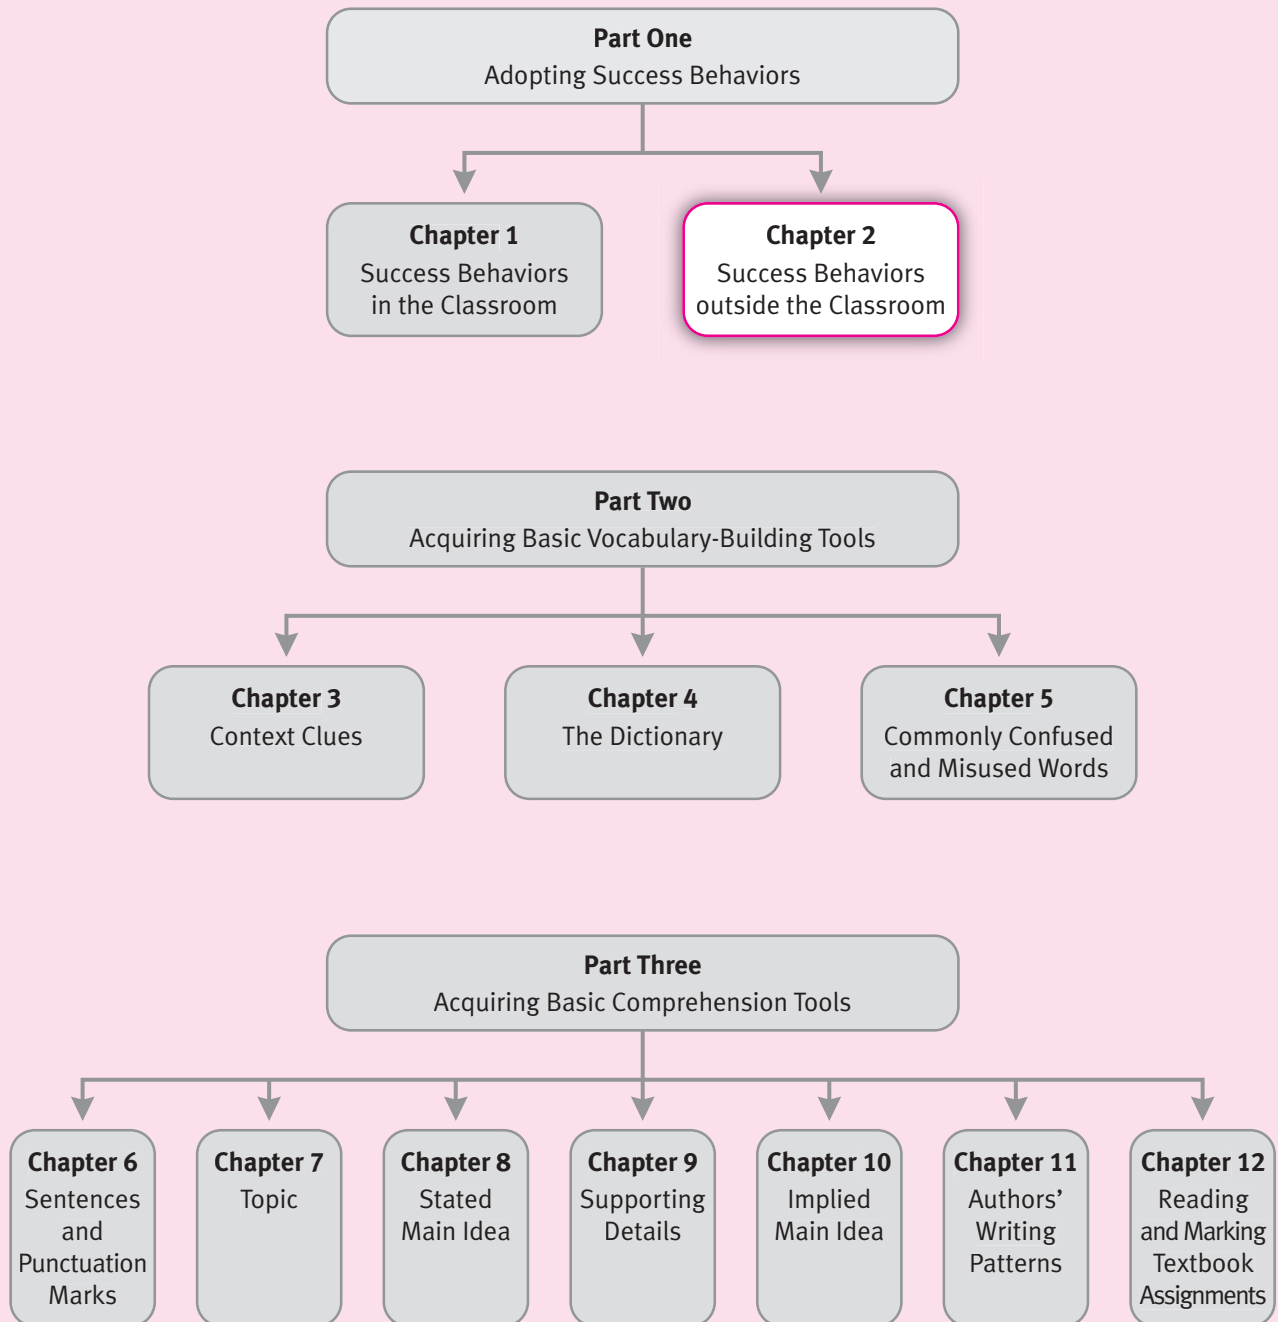 Part One
Adopting Success Behaviors
Chapter 1
Success Behaviors
in the Classroom
Chapter 2
Success Behaviors
outside the Classroom
Part Two
Acquiring Basic Vocabulary-Building Tools
Chapter 3
Context Clues
Chapter 4
The Dictionary
Chapter 5
Commonly Confused
and Misused Words
Part Three
Acquiring Basic Comprehension Tools
Chapter 6
Sentences
and
Punctuation
Marks
Chapter 7
Topic
Chapter 8
Stated
Main Idea
Chapter 9
Supporting
Details
Chapter 10
Implied
Main Idea
Chapter 11
Authors’
Writing
Patterns
Chapter 12
Reading
and Marking
Textbook
Assignments